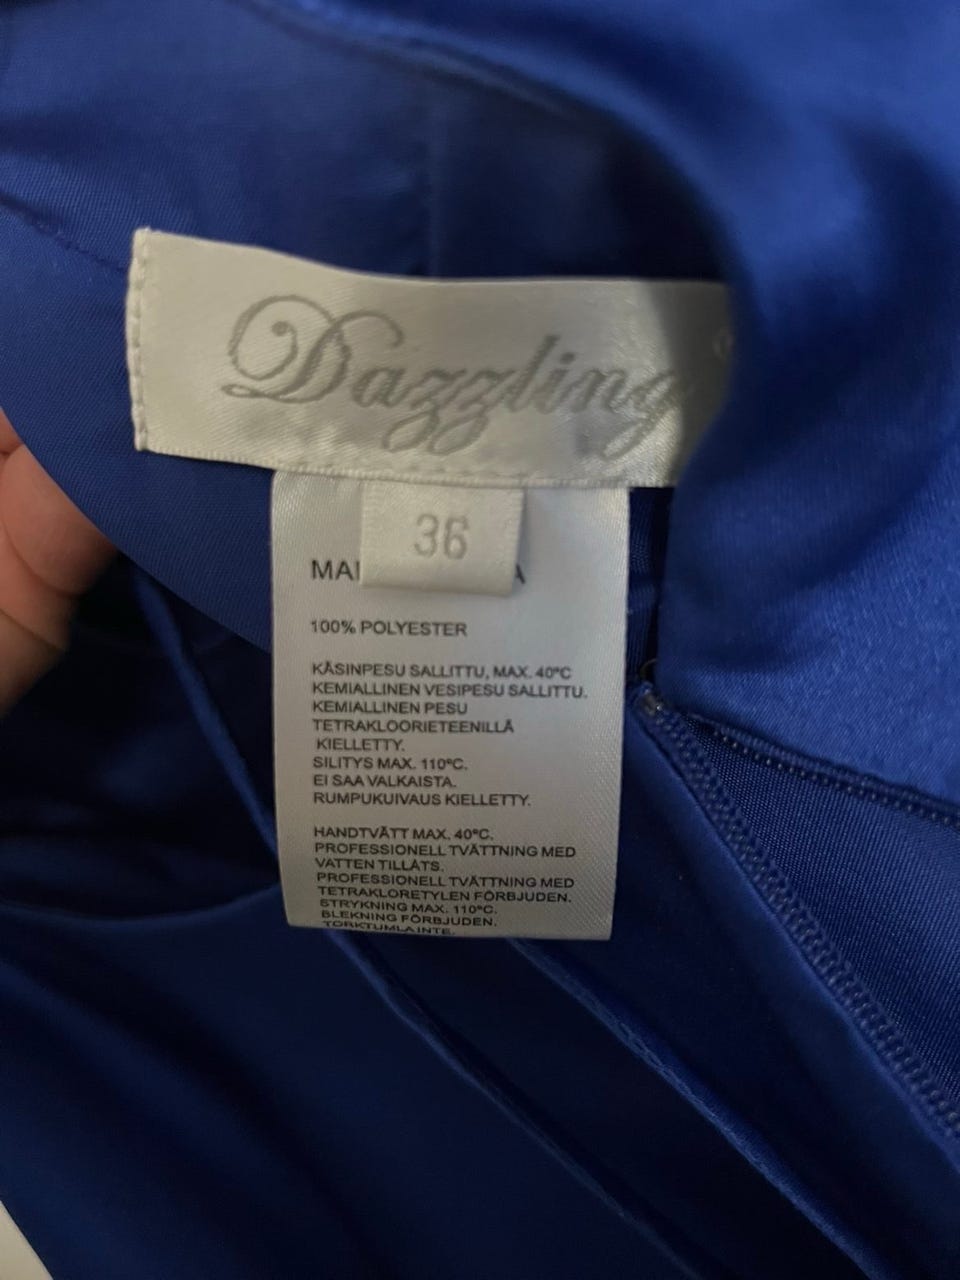 Dazzling
36
100% POLYESTER
KÄSINPESU SALLITTU, MAX. 40°C
KEMIALLINEN VESIPESU SALLITTU.
KEMIALLINEN PESU
TETRAKLOORIETEENILLÄ
KIELLETTY.
SILITYS MAX. 110°C.
EI SAA VALKAISTA.
RUMPUKUIVAUS KIELLETTY.
HANDTVÄTT MAX. 40°C.
PROFESSIONELL TVÄTTNING MED
VATTEN TILLÅTS.
PROFESSIONELL TVÄTTNING MED
TETRAKLORETYLEN FÖRBJUDEN.
STRYKNING MAX. 110°C.
BLEKNING FÖRBJUDEN.
TORKTUMLA INTE.